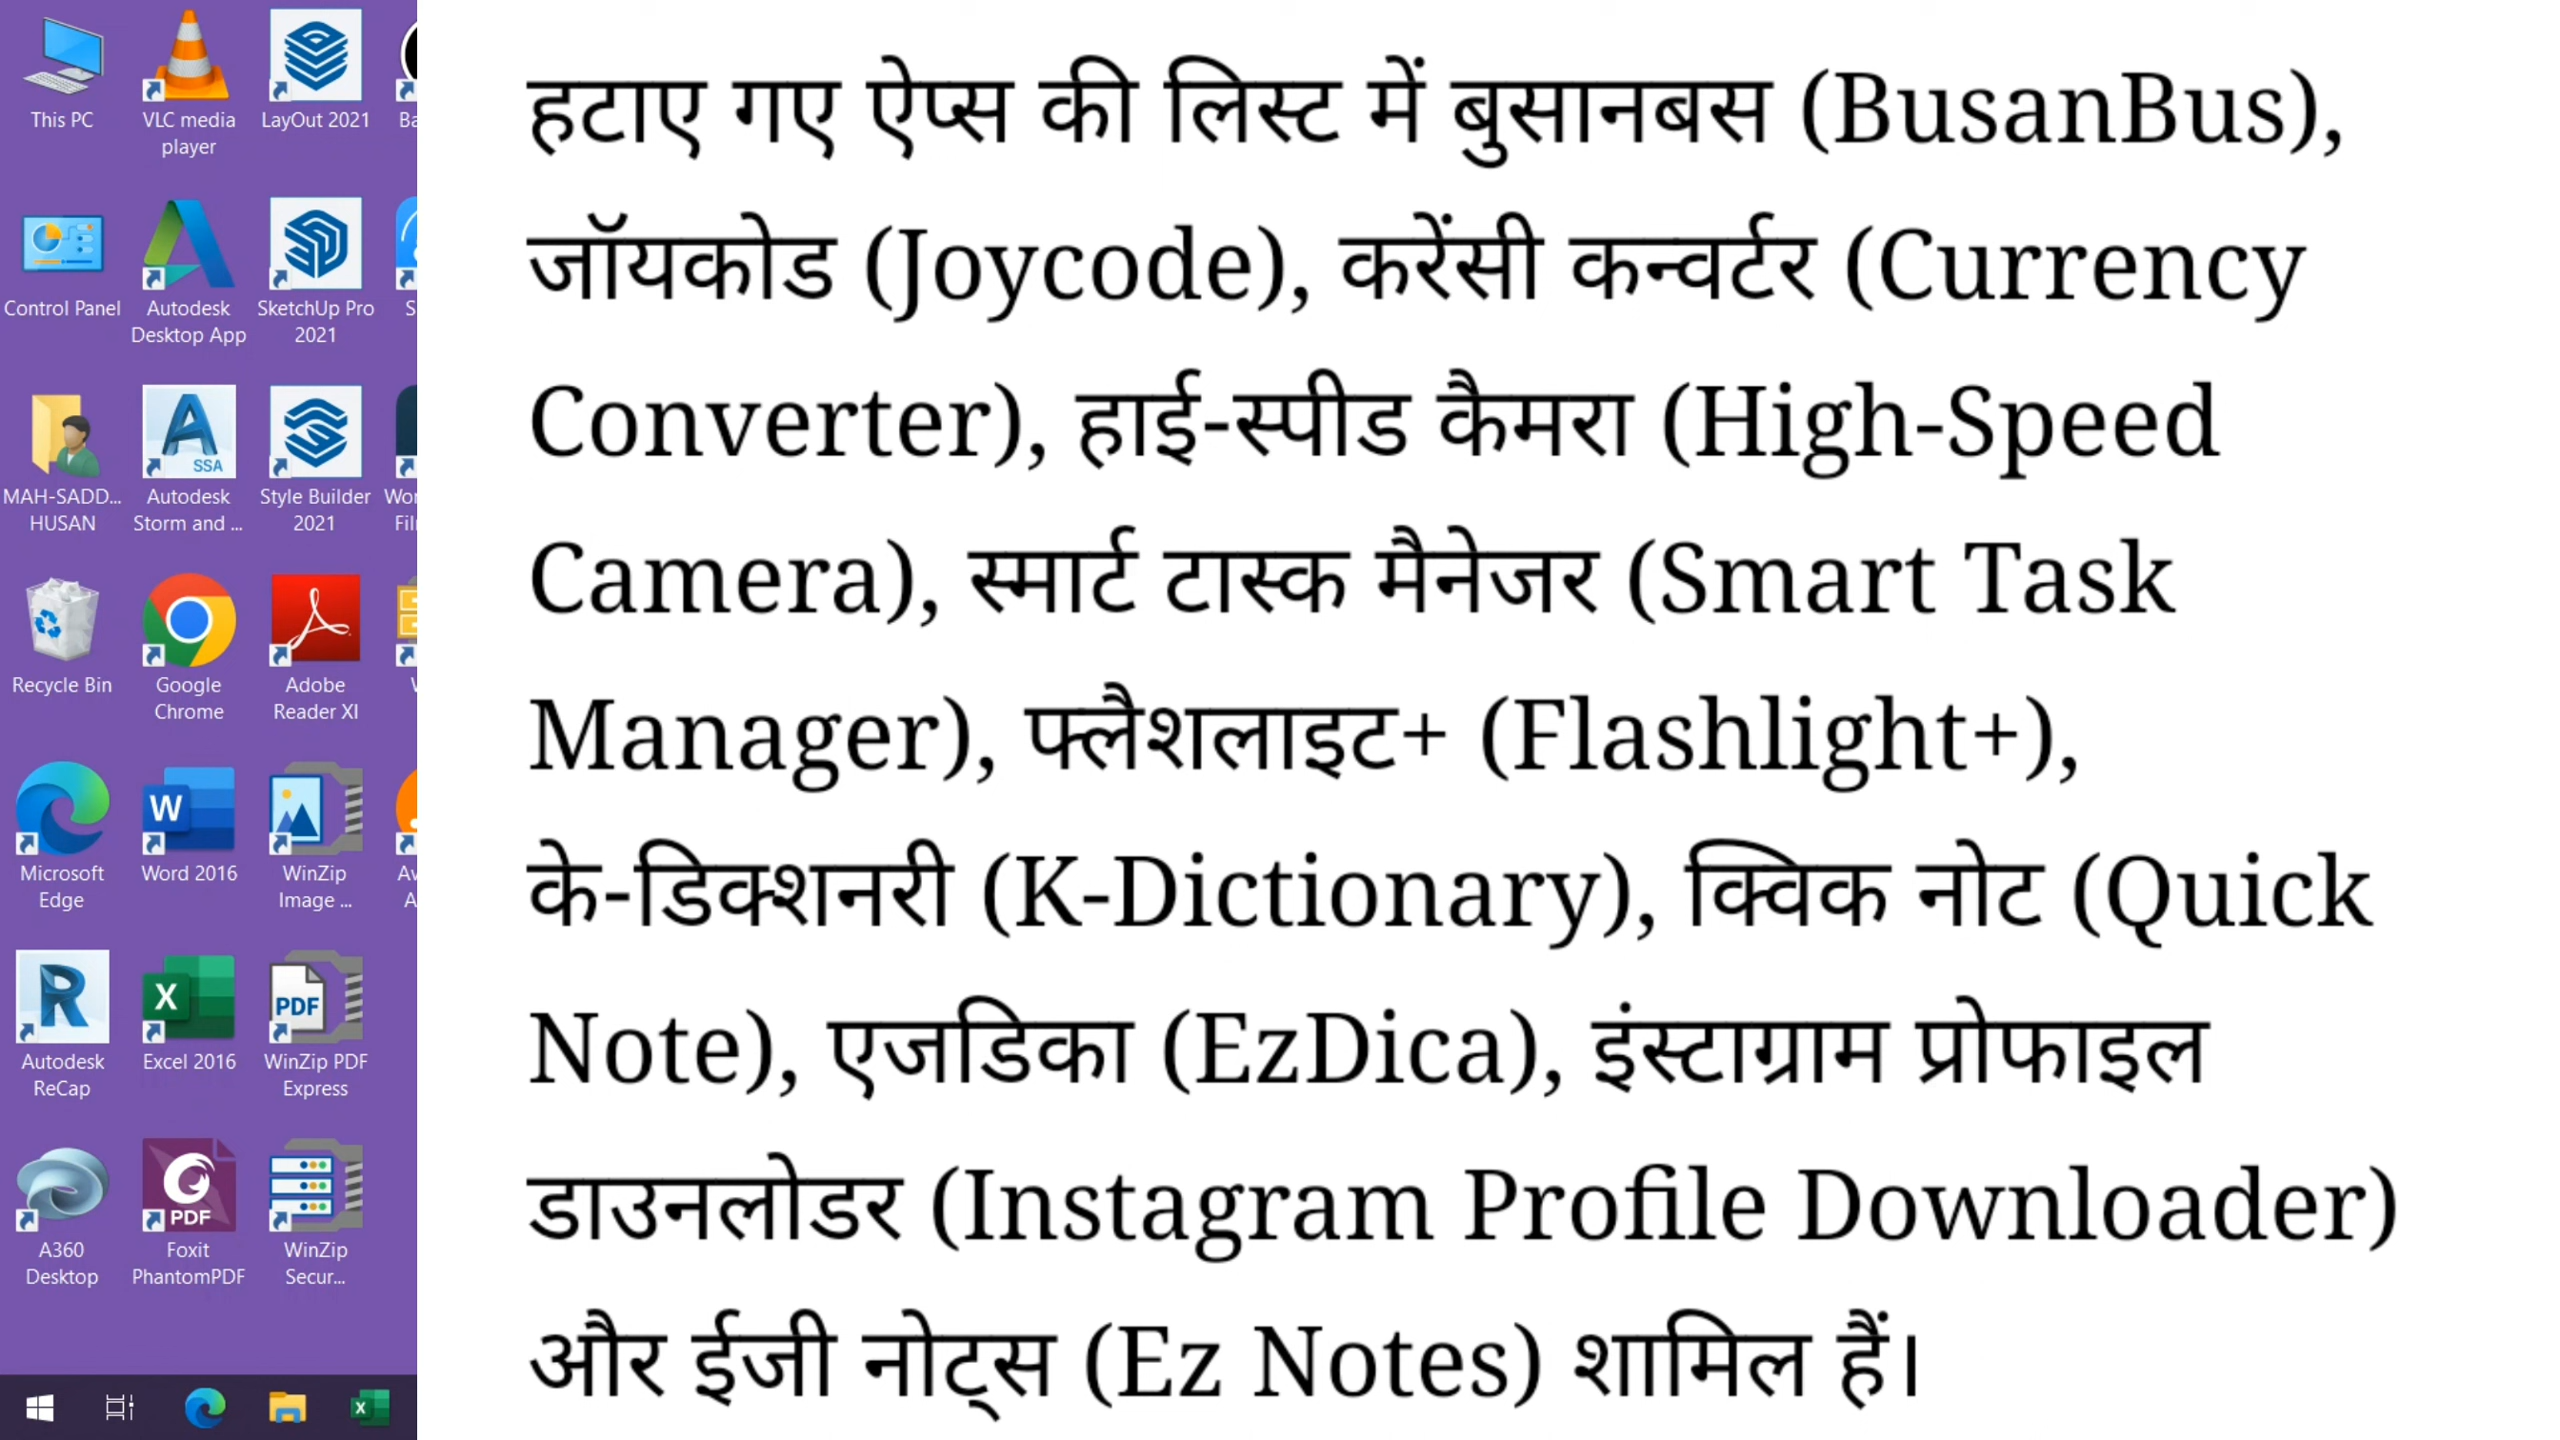 This PC
VLC media
player
LayOut 2021
Control Panel
Autodesk
Desktop App
SketchUp Pro
2021
MAH-SADD...
HUSAN
Autodesk
Storm and ...
SSA
Style Builder
2021
Recycle Bin
Google
Chrome
Adobe
Reader XI
Microsoft
Edge
Word 2016
WinZip
Image ...
Autodesk
ReCap
Excel 2016
PDF
WinZip PDF
Express
A360
Desktop
PDF
Foxit
PhantomPDF
WinZip
Secur...
हटाए गए ऐप्स की लिस्ट में बुसानबस (BusanBus),
जॉयकोड (Joycode), करेंसी कन्वर्टर (Currency
Converter), हाई-स्पीड कैमरा (High-Speed
Camera), स्मार्ट टास्क मैनेजर (Smart Task
Manager), फ्लैशलाइट+ (Flashlight+),
के-डिक्शनरी (K-Dictionary), क्विक नोट (Quick
Note), एजडिका (EzDica), इंस्टाग्राम प्रोफाइल
डाउनलोडर (Instagram Profile Downloader)
और ईजी नोट्स (Ez Notes) शामिल हैं।